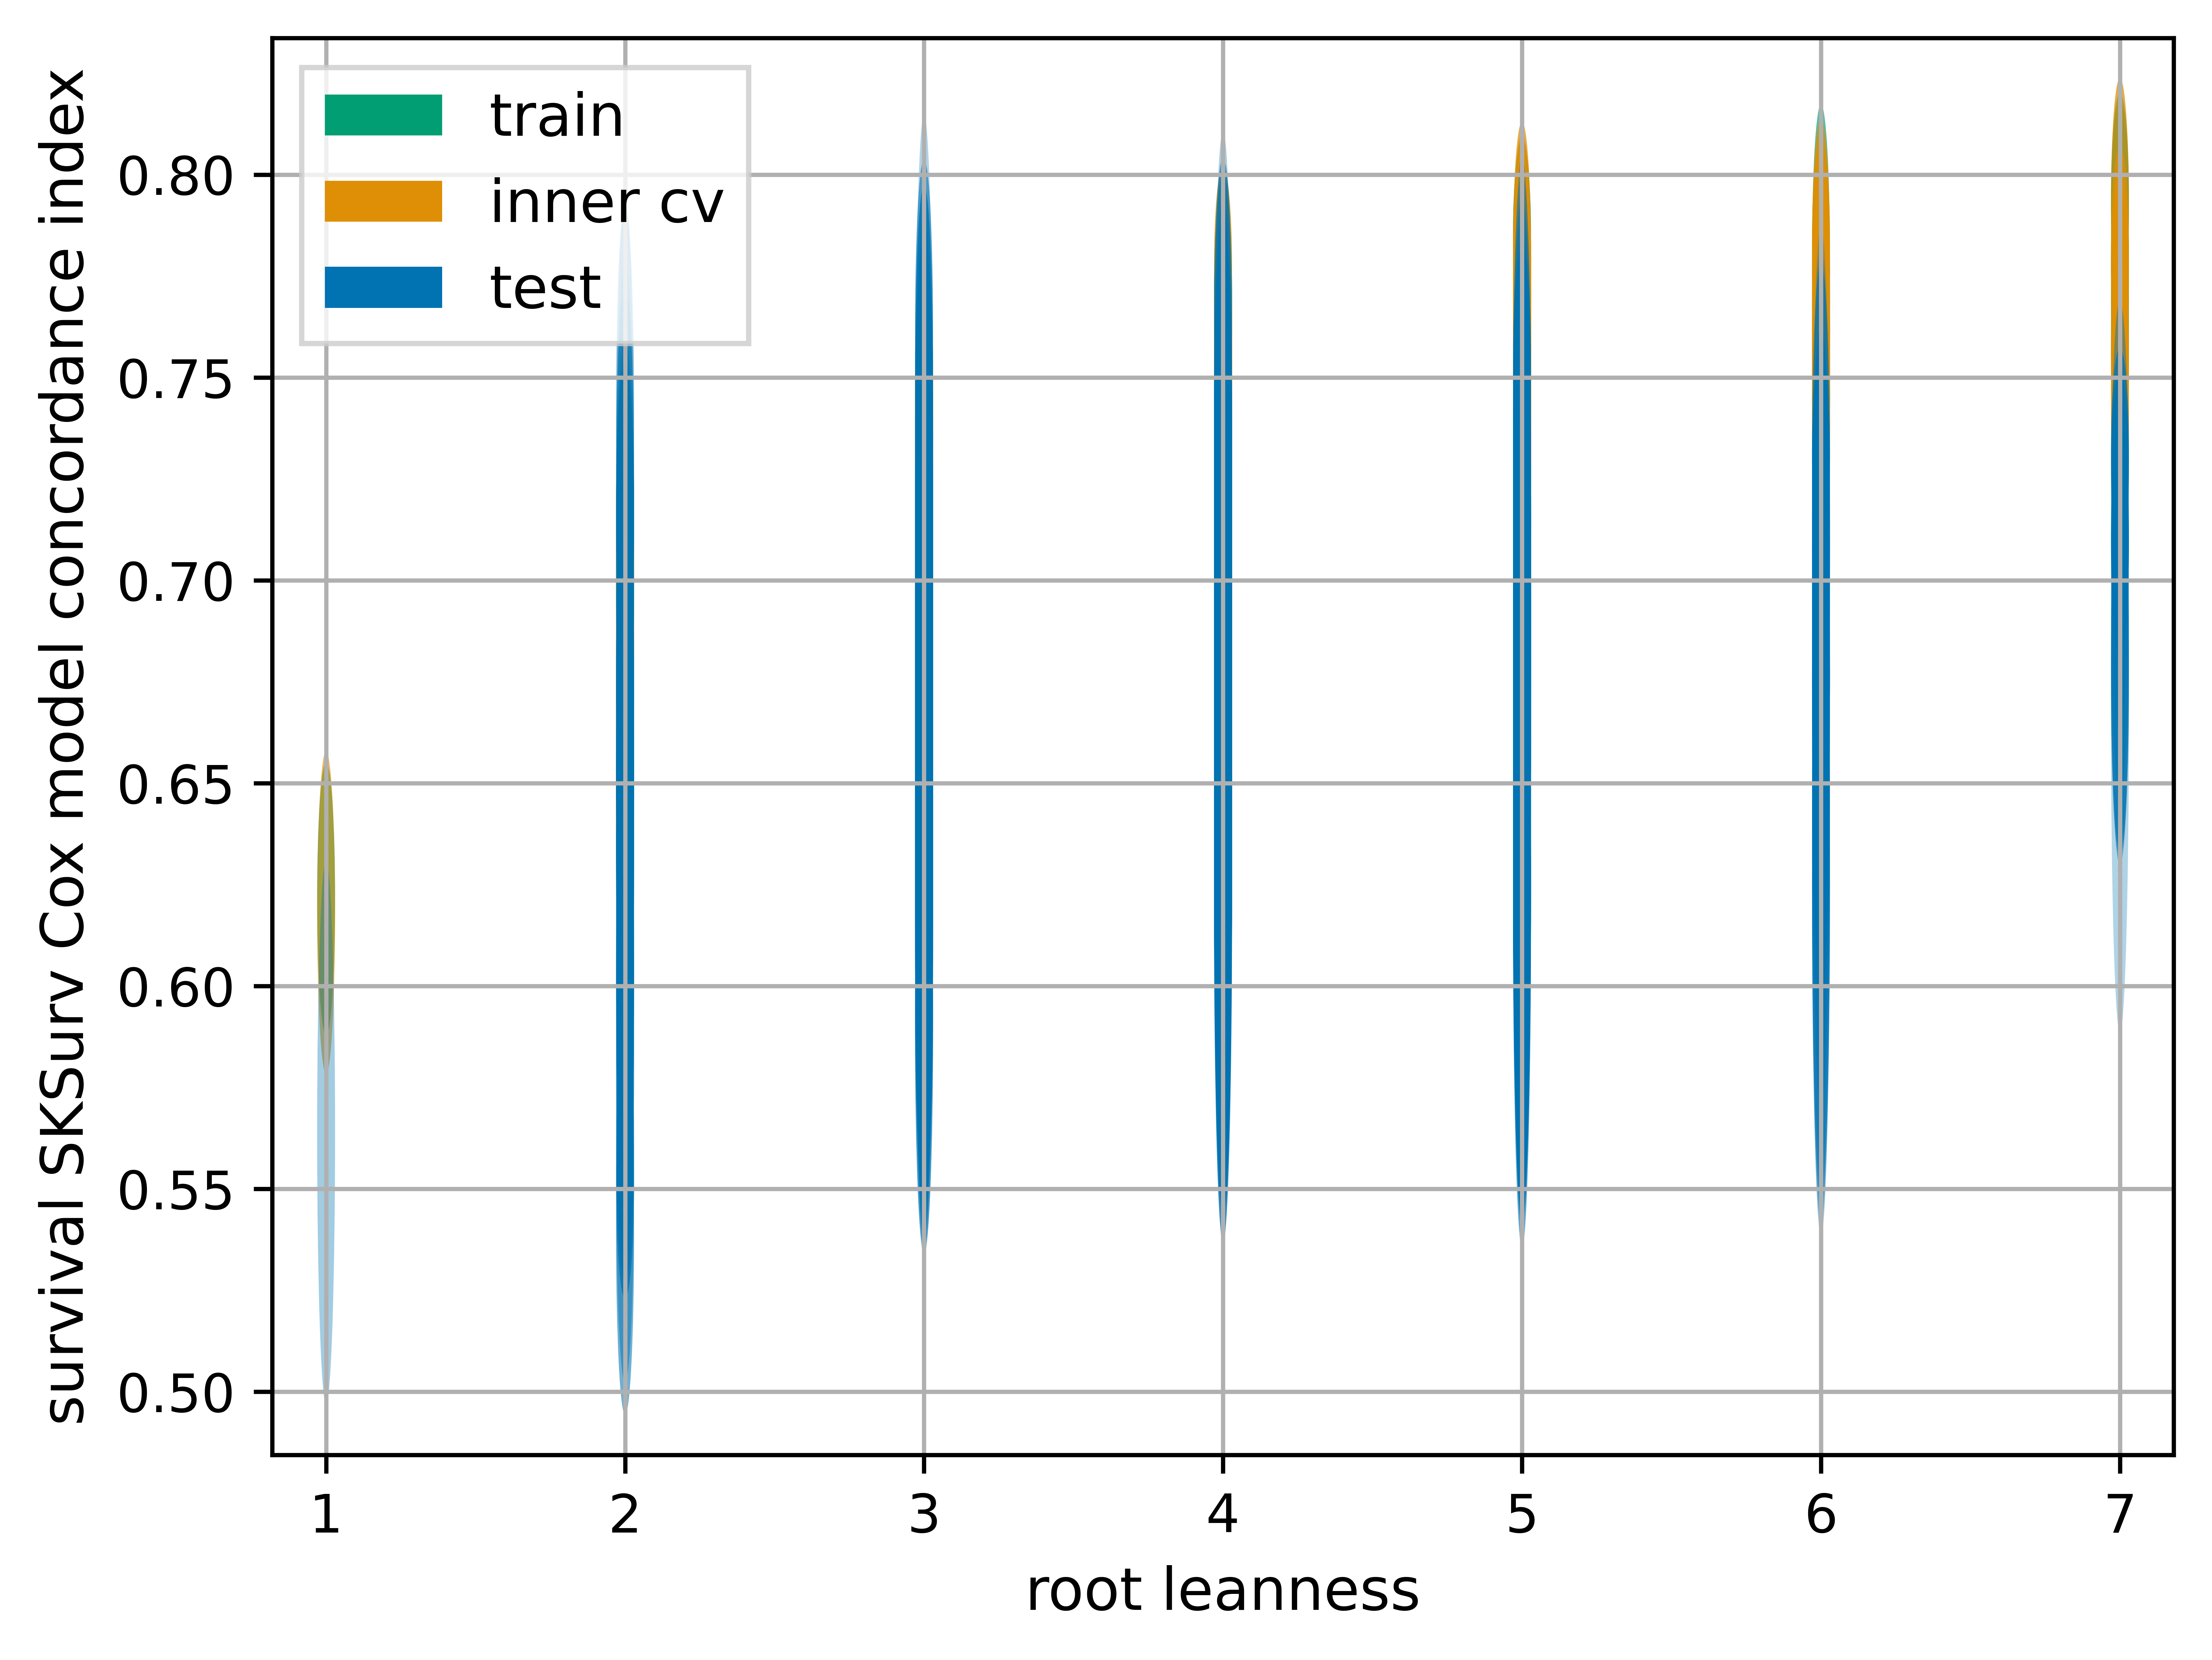 survival SKSurv Cox model concordance index
0.80
0.75
0.70
0.65
0.60
0.55
0.50
train
inner cv
test
1 2 3 4 5 6 7
root leanness